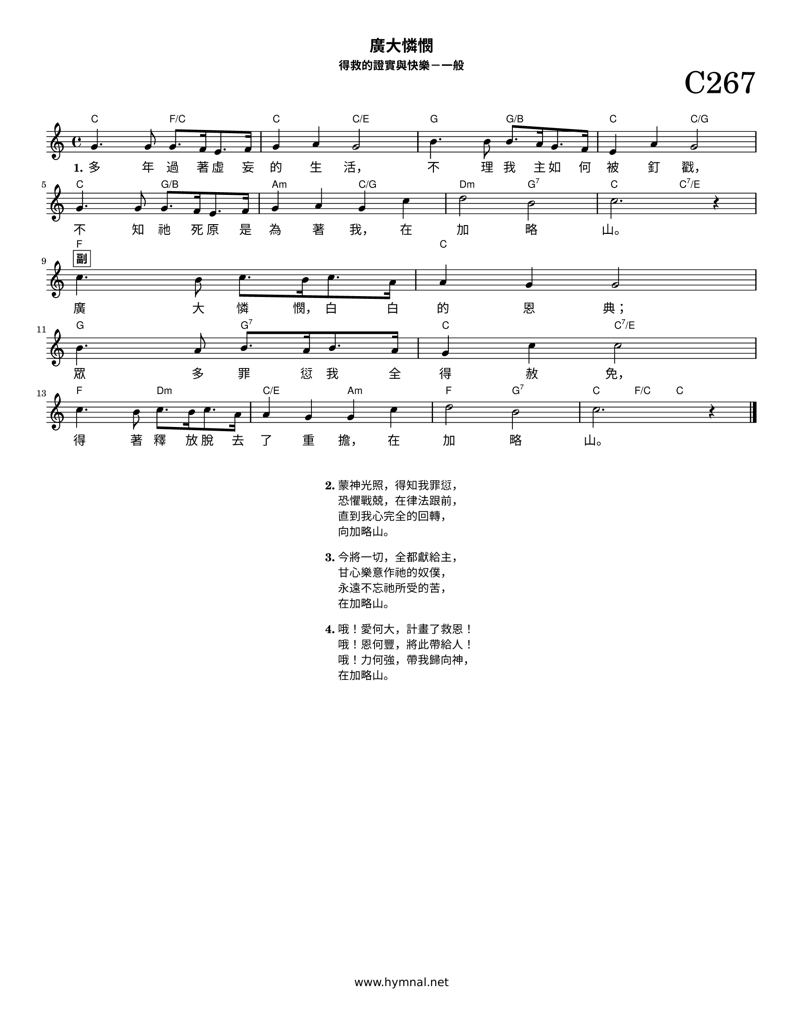 廣大憐憫
得救的證實與快樂－一般
C267
C F/C C C/E G G/B C C/G
1. 多 年 過 著 虛 妄 的 生 活， 不 理 我 主 如 何 被 釘 戳，
5 C G/B Am C/G Dm G7 C C7/E
不 知 祂 死 原 是 為 著 我， 在 加 略 山。
F C
9 副
廣 大 憐 憫， 白 白 的 恩 典；
11 G G7 C C7/E
眾 多 罪 愆 我 全 得 赦 免，
13 F Dm C/E Am F G7 C F/C C
得 著 釋 放 脫 去 了 重 擔， 在 加 略 山。
2. 蒙神光照，得知我罪愆，
恐懼戰兢，在律法跟前，
直到我心完全的回轉，
向加略山。
3. 今將一切，全都獻給主，
甘心樂意作祂的奴僕，
永遠不忘祂所受的苦，
在加略山。
4. 哦！愛何大，計畫了救恩！
哦！恩何豐，將此帶給人！
哦！力何強，帶我歸向神，
在加略山。
www.hymnal.net